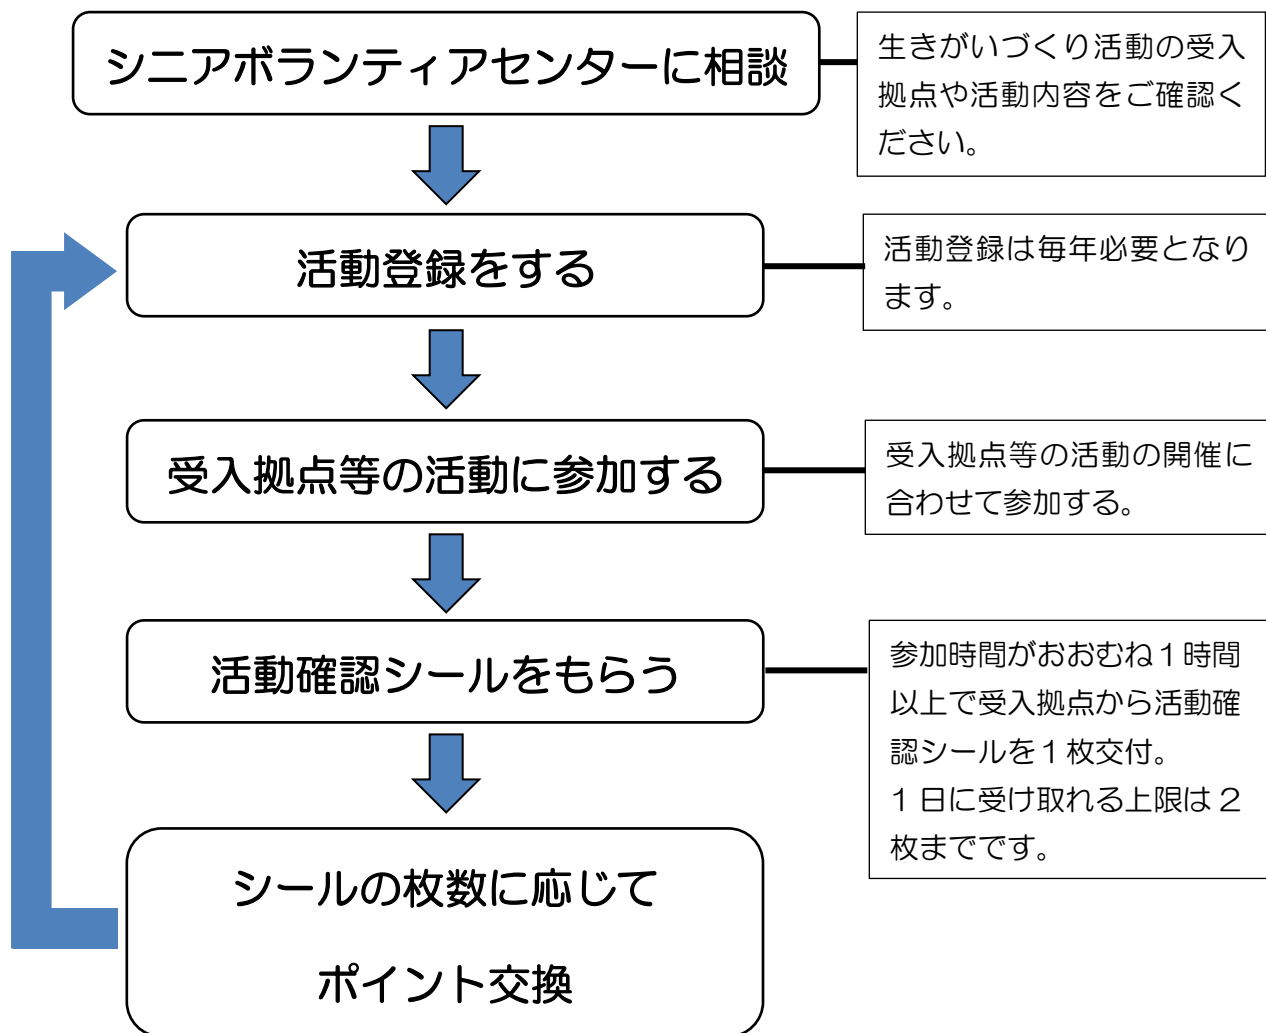 シニアボランティアセンターに相談
生きがいづくり活動の受入
拠点や活動内容をご確認く
ださい。
活動登録をする
活動登録は毎年必要となり
ます。
受入拠点等の活動に参加する
受入拠点等の活動の開催に
合わせて参加する。
活動確認シールをもらう
参加時間がおおむね１時間
以上で受入拠点から活動確
認シールを１枚交付。
１日に受け取れる上限は２
枚までです。
シールの枚数に応じて
ポイント交換